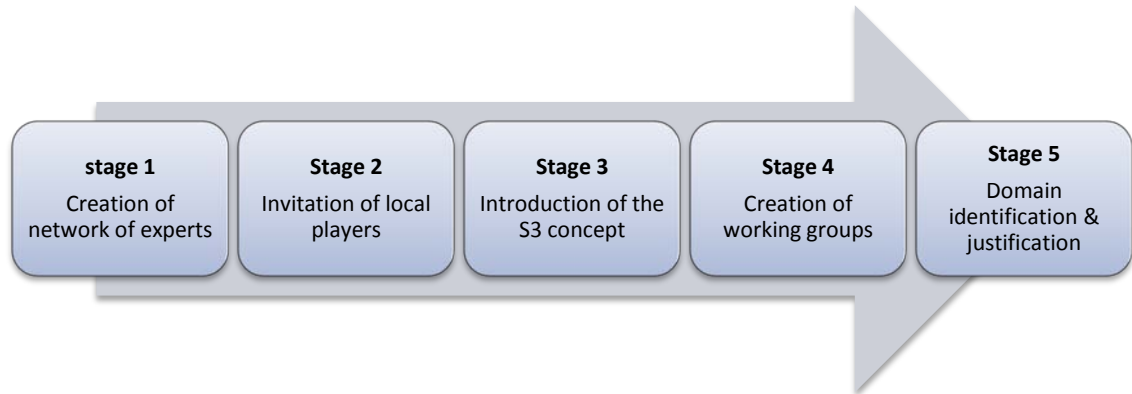 stage 1
Creation of
network of experts
Stage 2
Invitation of local
players
Stage 3
Introduction of the
S3 concept
Stage 4
Creation of
working groups
Stage 5
Domain
identification &
justification